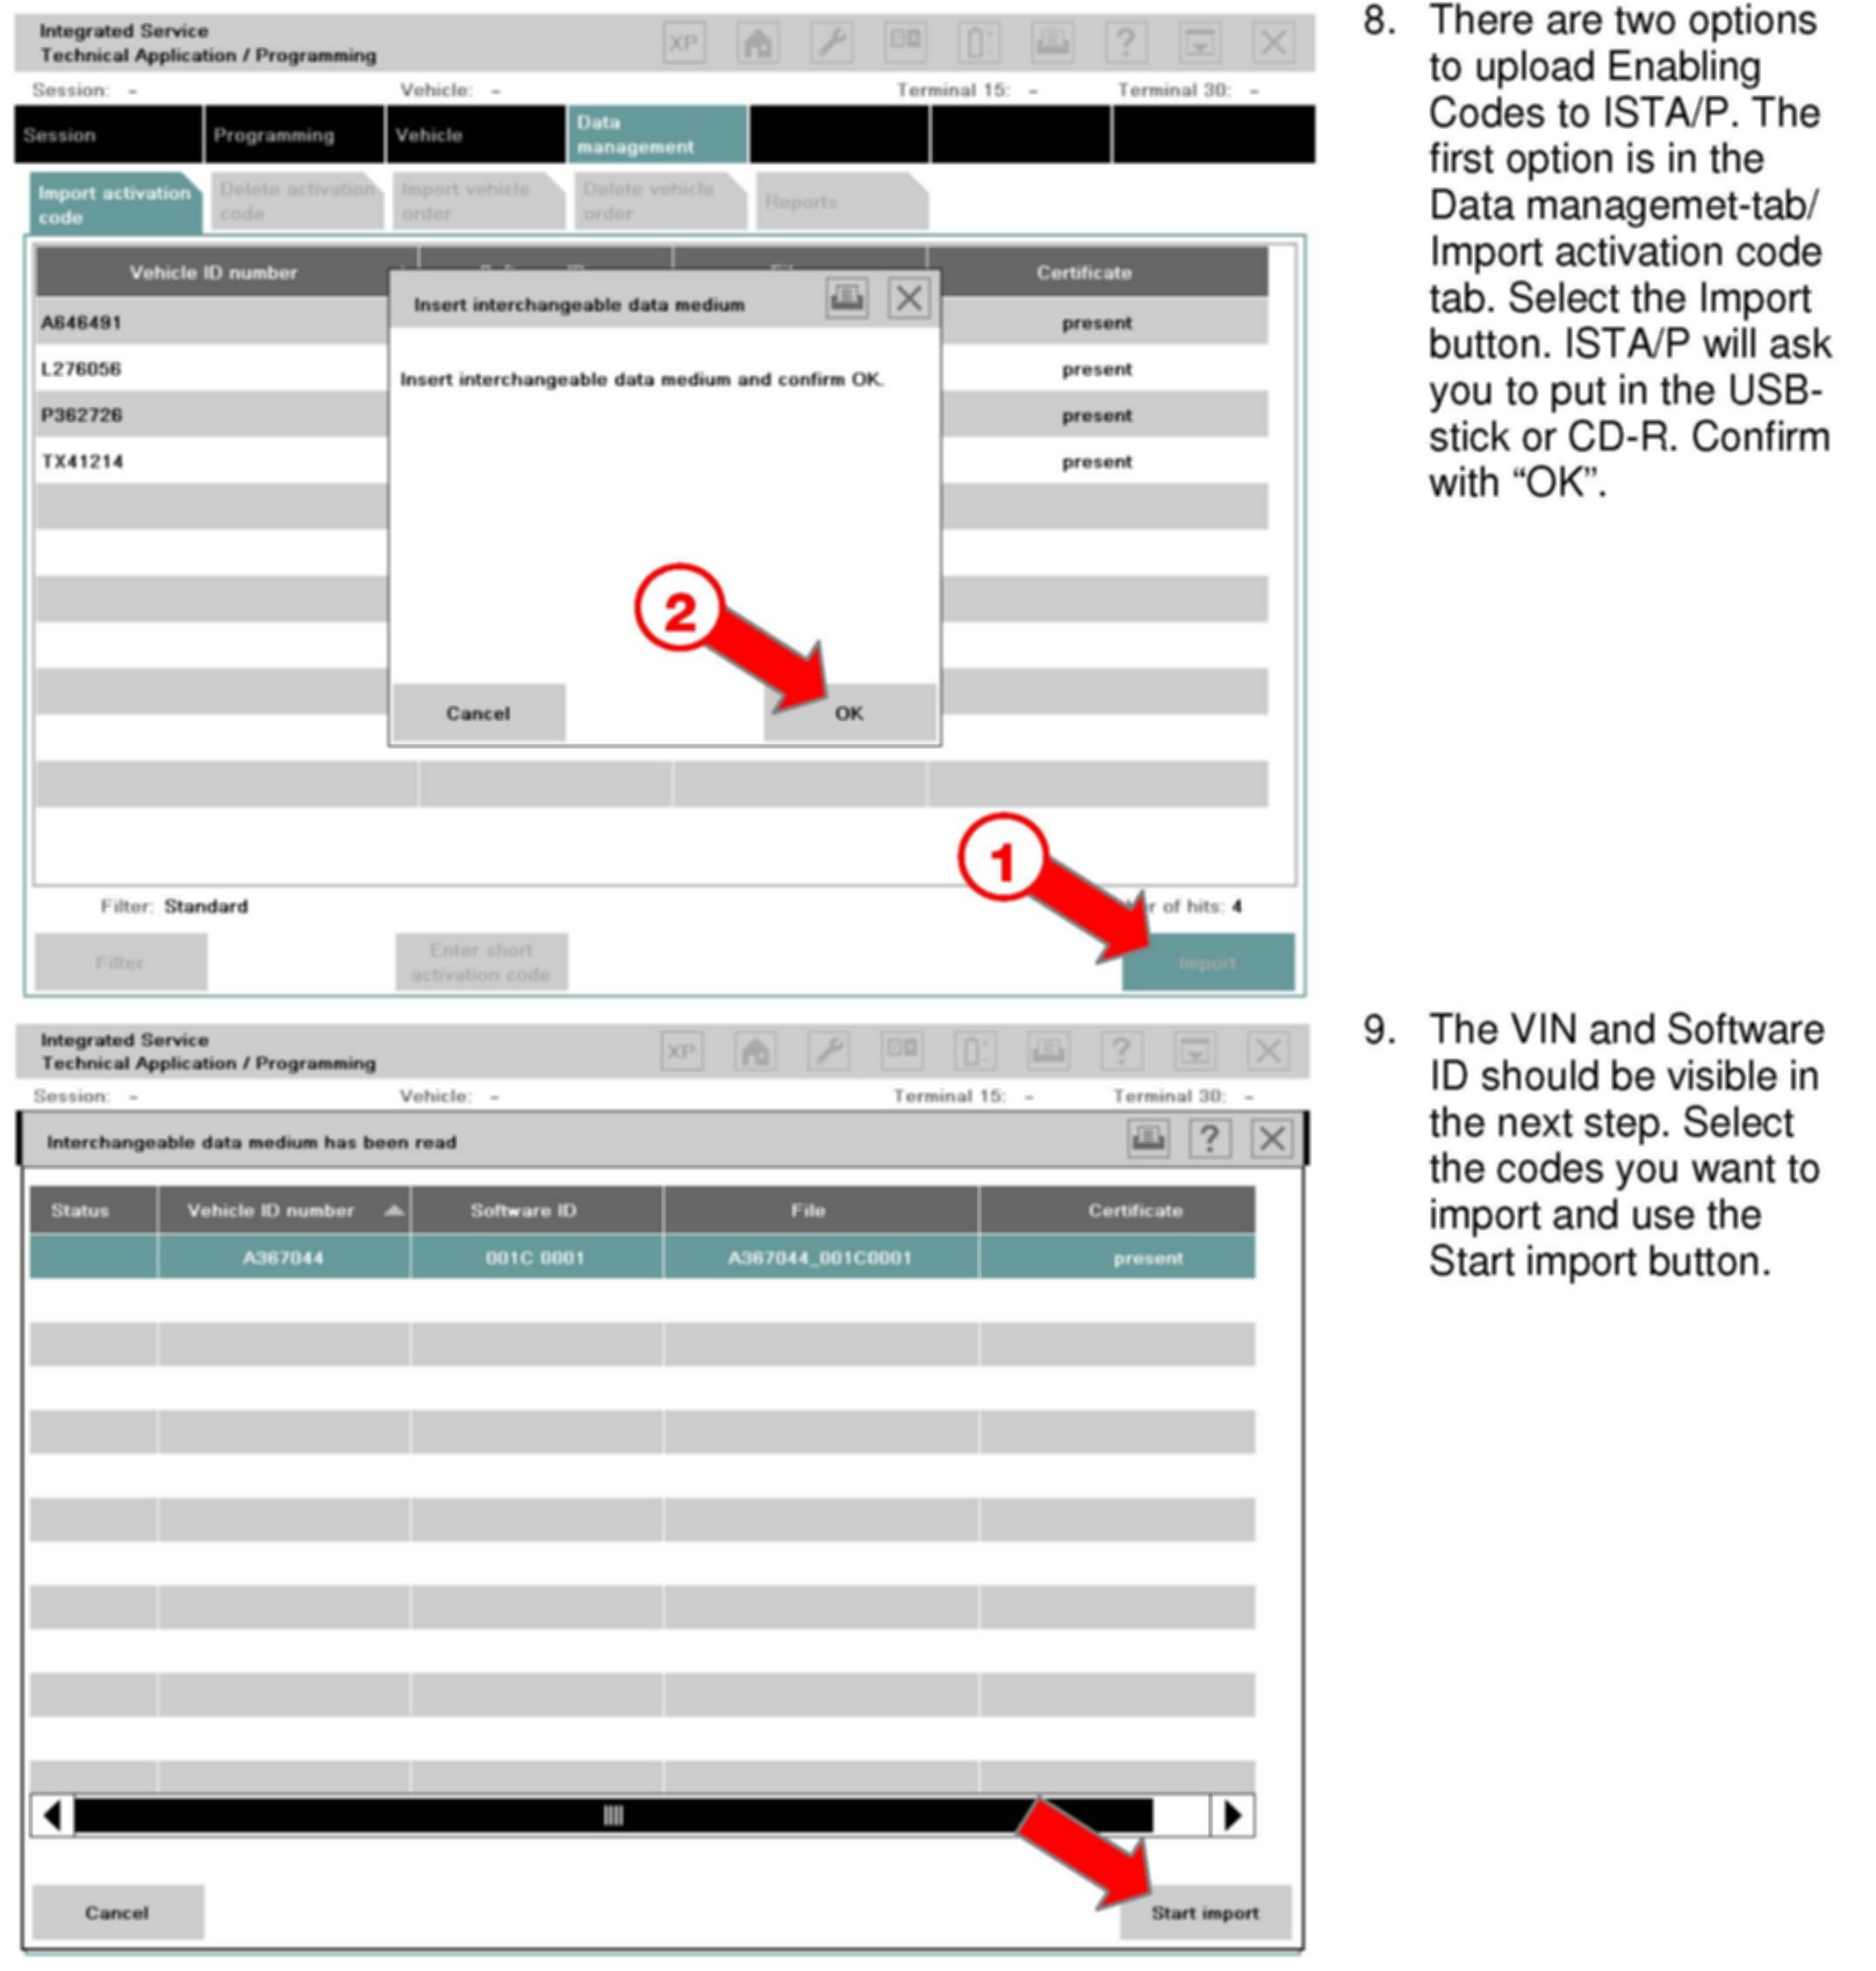 Integrated Service
Technical Application / Programming
XP
?
Session: -
Vehicle: -
Terminal 15: -
Terminal 30: -
Session
Programming
Vehicle
Data
management
Import activation
code
Delete activation
code
Import vehicle
order
Delete vehicle
order
Reports
Vehicle ID number
Certificate
Insert interchangeable data medium
A646491
present
L276056
present
Insert interchangeable data medium and confirm OK.
P362726
present
TX41214
present
2
Cancel
OK
1
Filter: Standard
er of hits: 4
Filter
Enter short
activation code
Import
8. There are two options
to upload Enabling
Codes to ISTA/P. The
first option is in the
Data managemet-tab/
Import activation code
tab. Select the Import
button. ISTA/P will ask
you to put in the USB-
stick or CD-R. Confirm
with “OK”.
Integrated Service
Technical Application / Programming
XP
?
Session: -
Vehicle: -
Terminal 15: -
Terminal 30: -
Interchangeable data medium has been read
?
Status
Vehicle ID number
Software ID
File
Certificate
A367044
001C 0001
A367044_001C0001
present
Cancel
Start import
9. The VIN and Software
ID should be visible in
the next step. Select
the codes you want to
import and use the
Start import button.